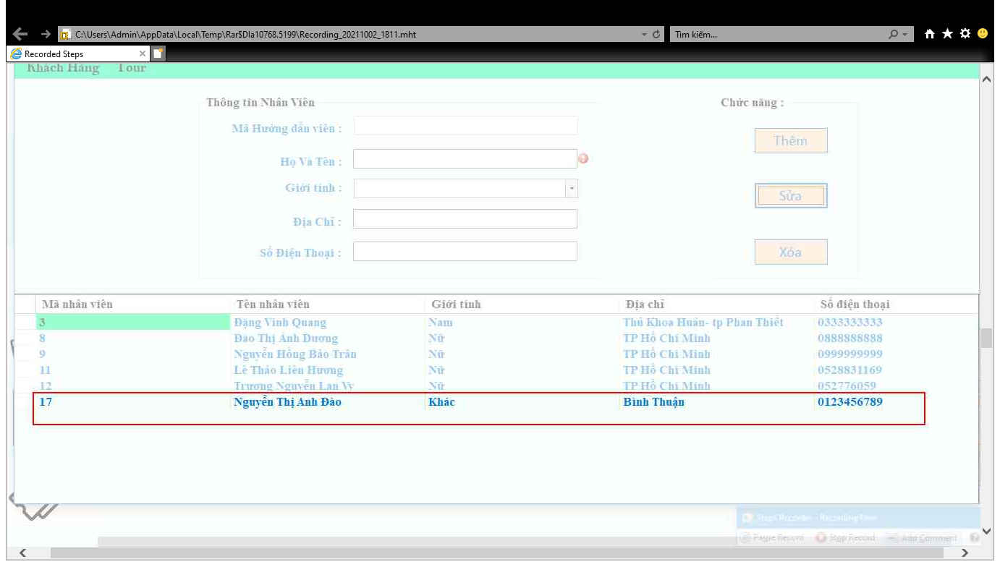 C:\Users\Admin\AppData\Local\Temp\Rar$DIa10768.5199\Recording_20211002_1811.mht
Tìm kiếm...
Recorded Steps
Khách Hàng Tour
Thông tin Nhân Viên
Chức năng :
Mã Hướng dẫn viên :
Thêm
Họ Và Tên :
Giới tính :
Sửa
Địa Chỉ :
Số Điện Thoại :
Xóa
Mã nhân viên Tên nhân viên Giới tính Địa chỉ Số điện thoại
3 Đặng Vinh Quang Nam Thủ Khoa Huân- tp Phan Thiết 0333333333
8 Đào Thị Ánh Dương Nữ TP Hồ Chí Minh 0888888888
9 Nguyễn Hồng Bảo Trân Nữ TP Hồ Chí Minh 0999999999
11 Lê Thảo Liên Hương Nữ TP Hồ Chí Minh 0528831169
12 Trương Nguyễn Lan Vy Nữ TP Hồ Chí Minh 052776059
17 Nguyễn Thị Anh Đào Khác Bình Thuận 0123456789
Steps Recorder - Recording Now
Pause Record Stop Record Add Comment